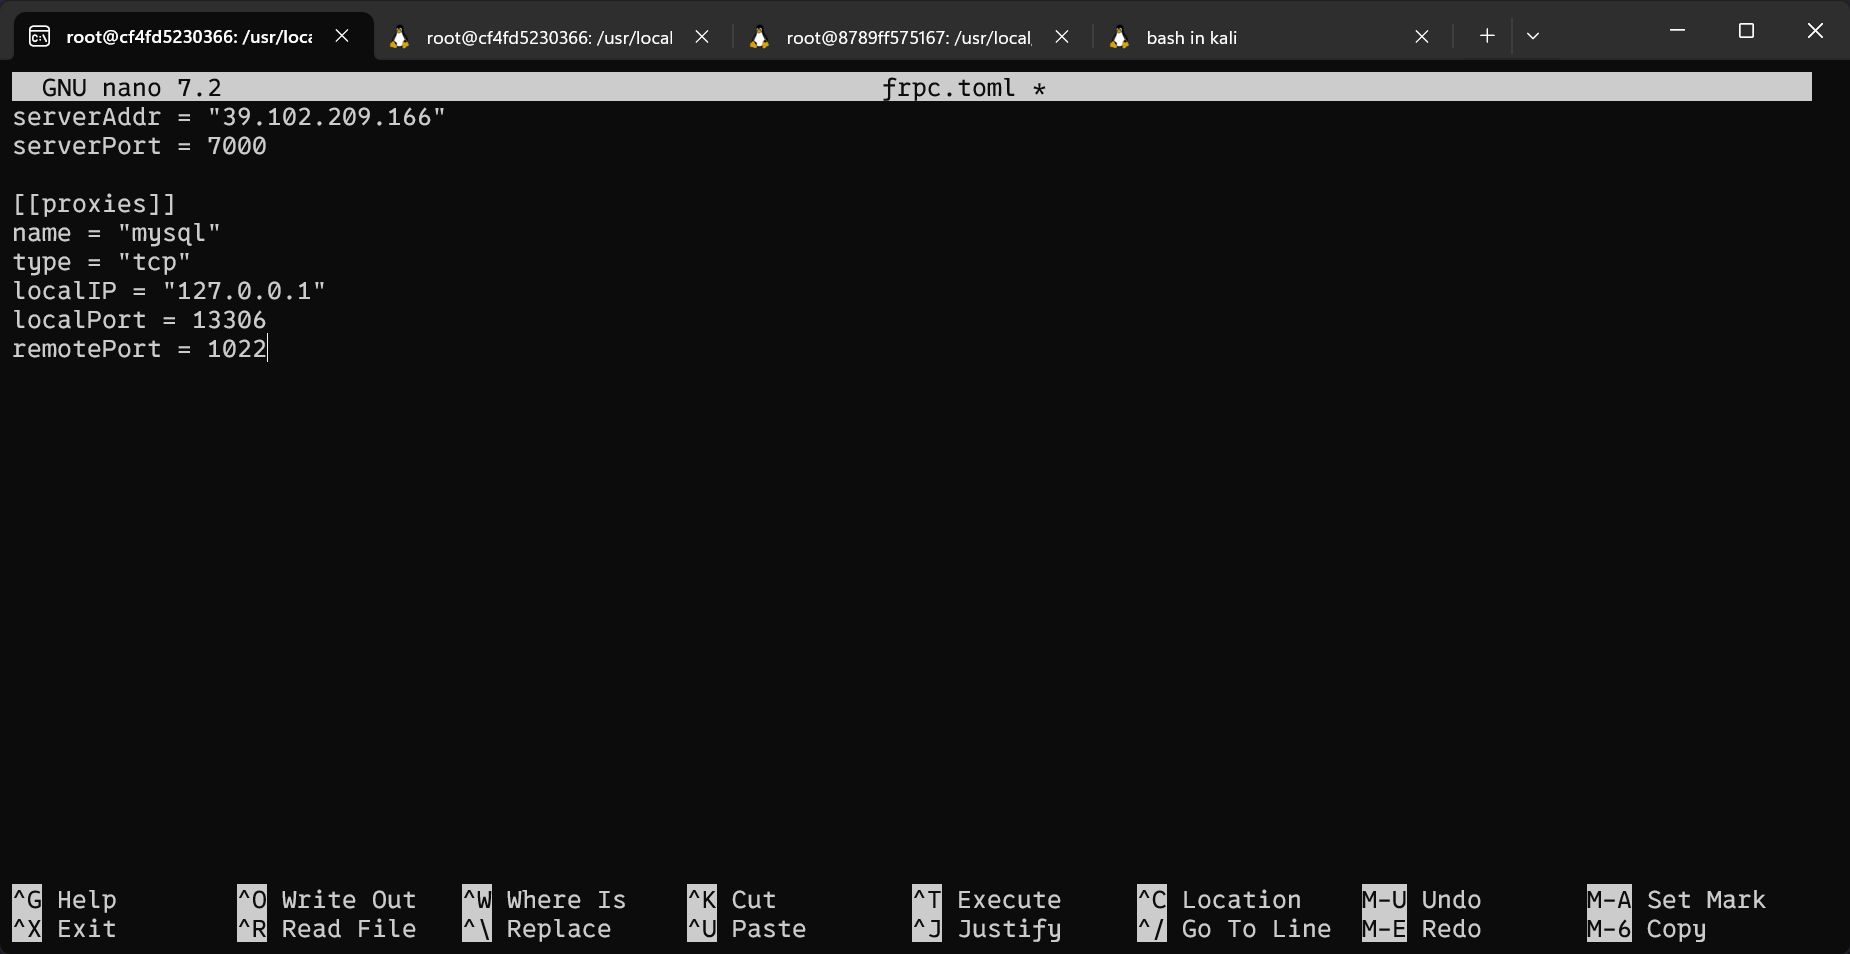 root@cf4fd5230366: /usr/loca
root@cf4fd5230366: /usr/local
root@8789ff575167: /usr/local
bash in kali
GNU nano 7.2 frpc.toml *
serverAddr = "39.102.209.166"
serverPort = 7000
[[proxies]]
name = "mysql"
type = "tcp"
localIP = "127.0.0.1"
localPort = 13306
remotePort = 1022
^G Help ^O Write Out ^W Where Is ^K Cut ^T Execute ^C Location M-U Undo M-A Set Mark
^X Exit ^R Read File ^\ Replace ^U Paste ^J Justify ^/ Go To Line M-E Redo M-6 Copy